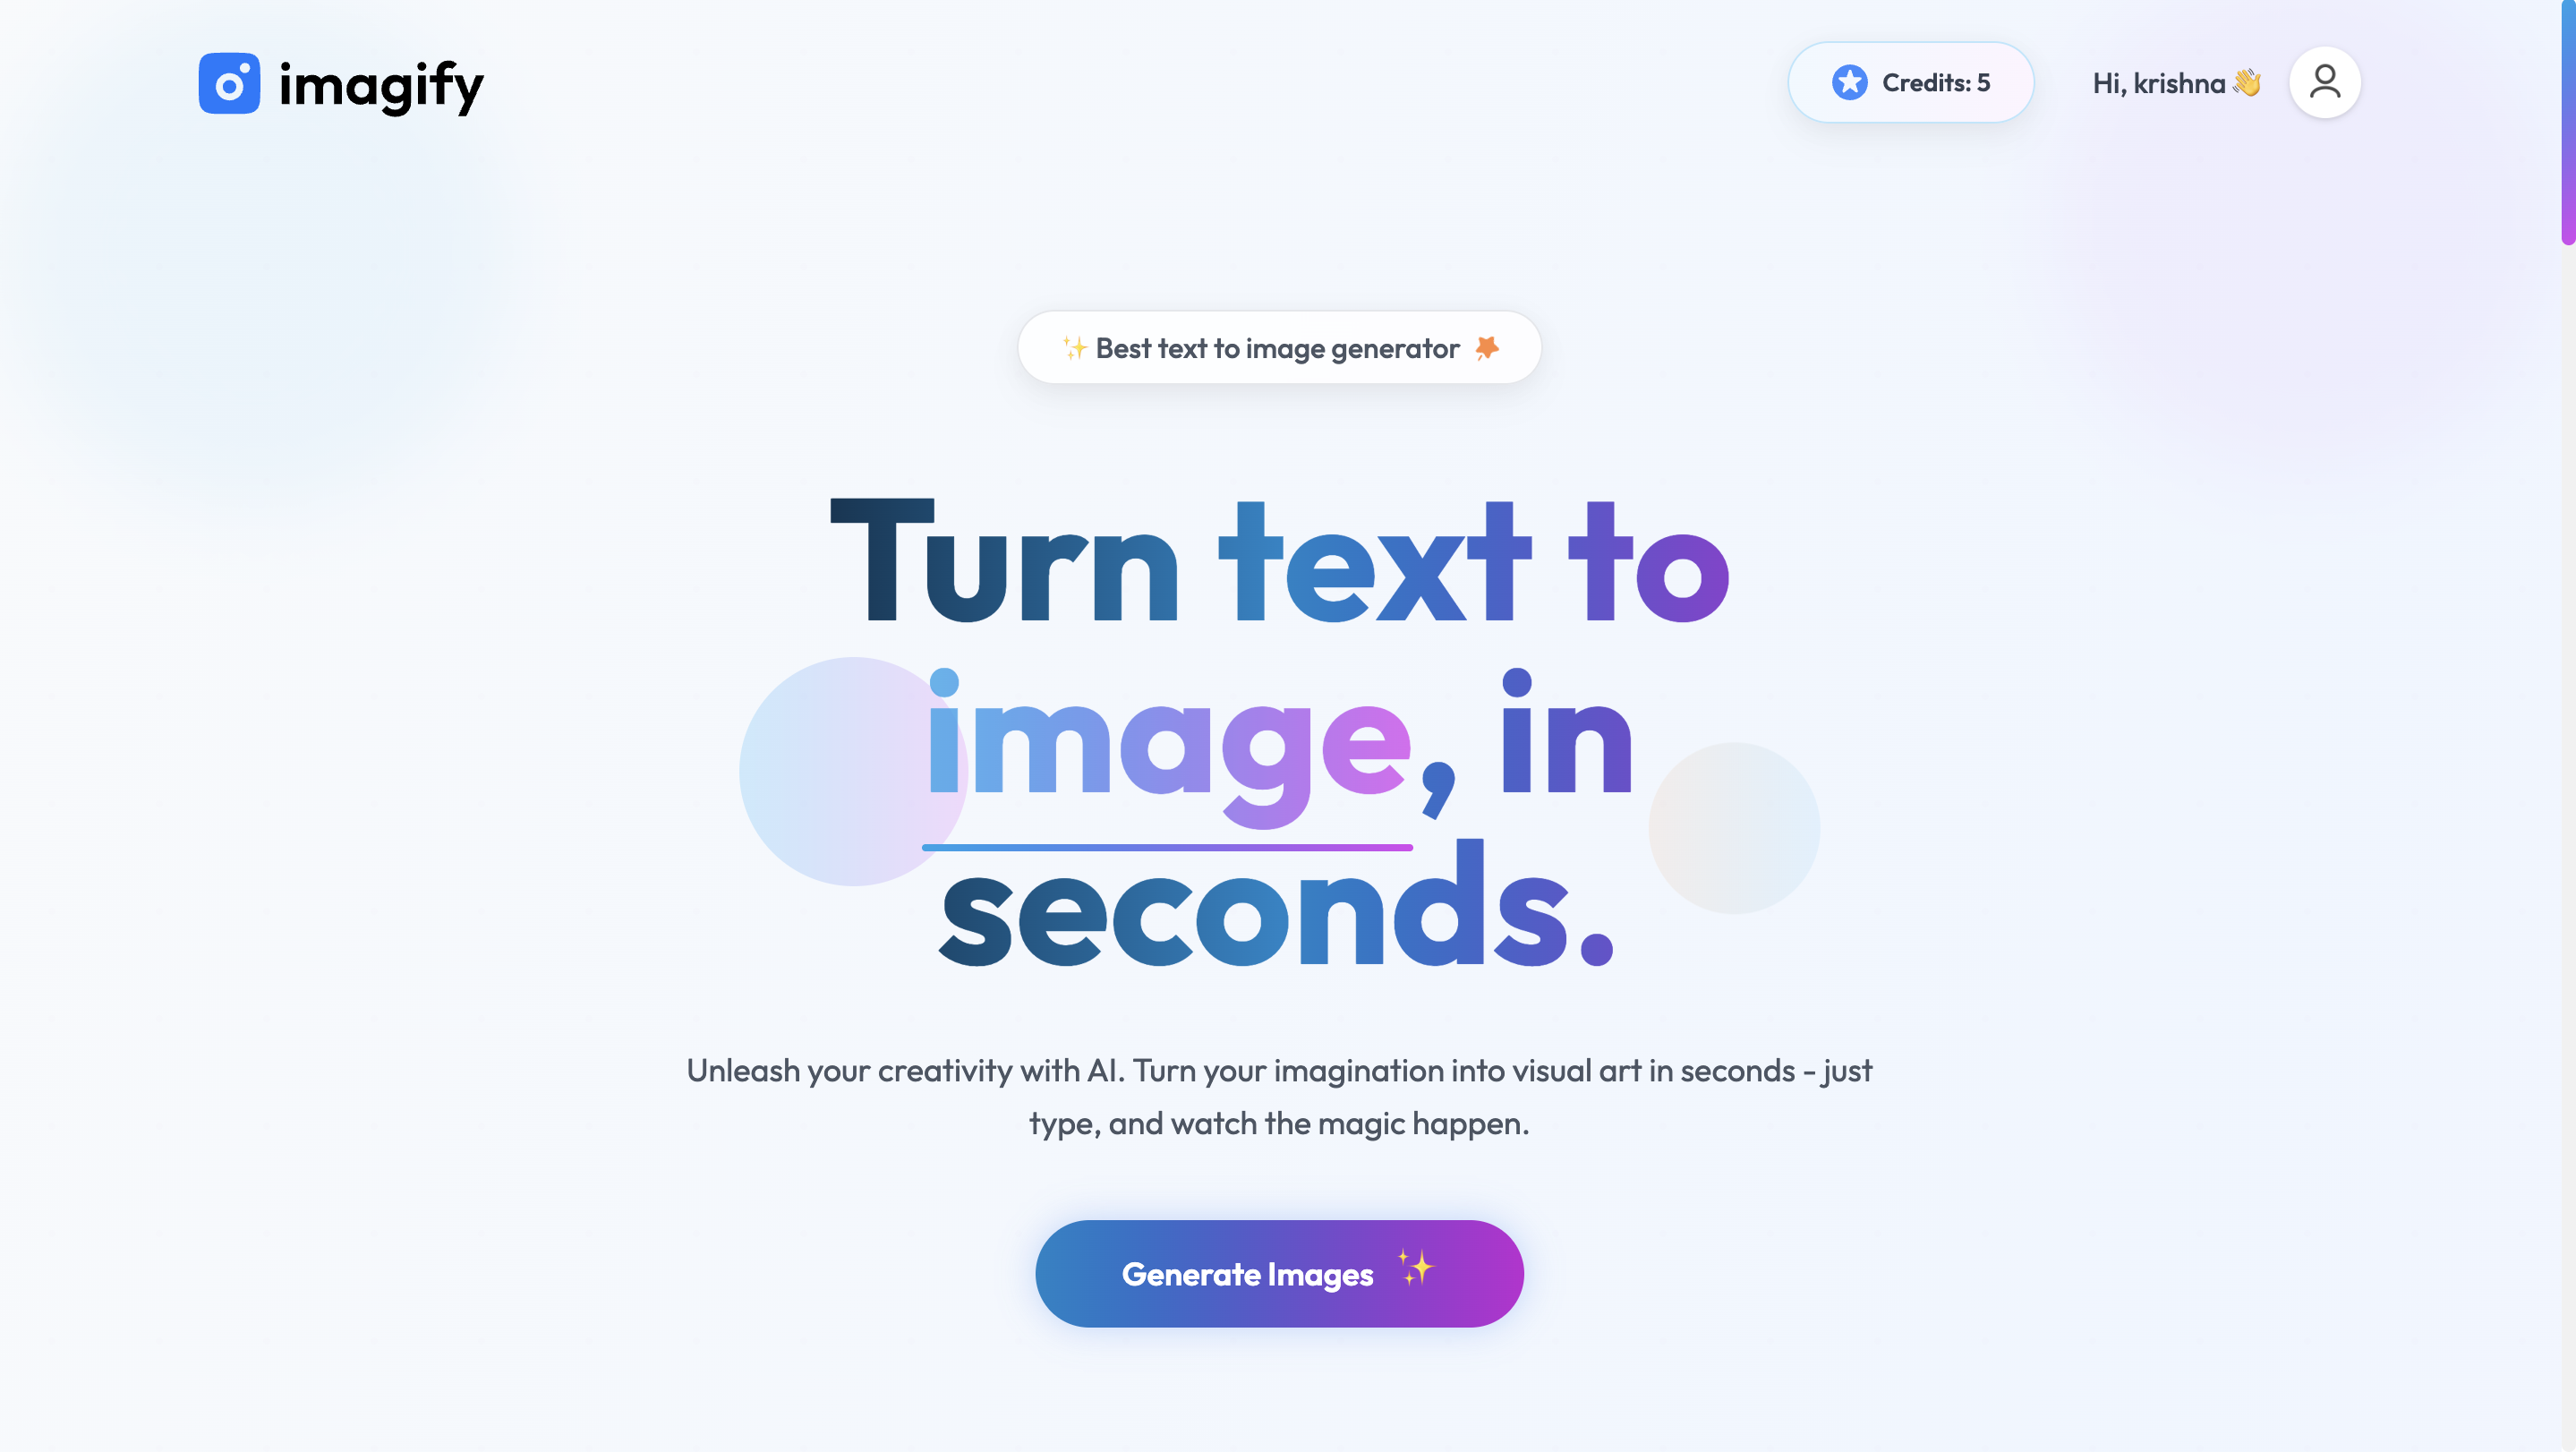 imagify
Credits: 5
Hi, krishna 👋
✨ Best text to image generator
Turn text to
image, in
seconds.
Unleash your creativity with AI. Turn your imagination into visual art in seconds - just
type, and watch the magic happen.
Generate Images ✨